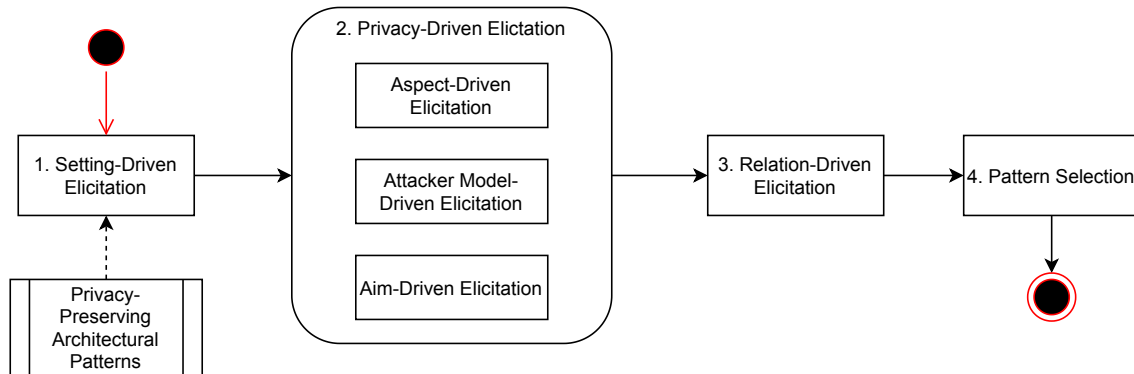 2. Privacy-Driven Elictation
Aspect-Driven
Elicitation
1. Setting-Driven
Elicitation
Attacker Model-
Driven Elicitation
3. Relation-Driven
Elicitation
4. Pattern Selection
Aim-Driven Elicitation
Privacy-
Preserving
Architectural
Patterns